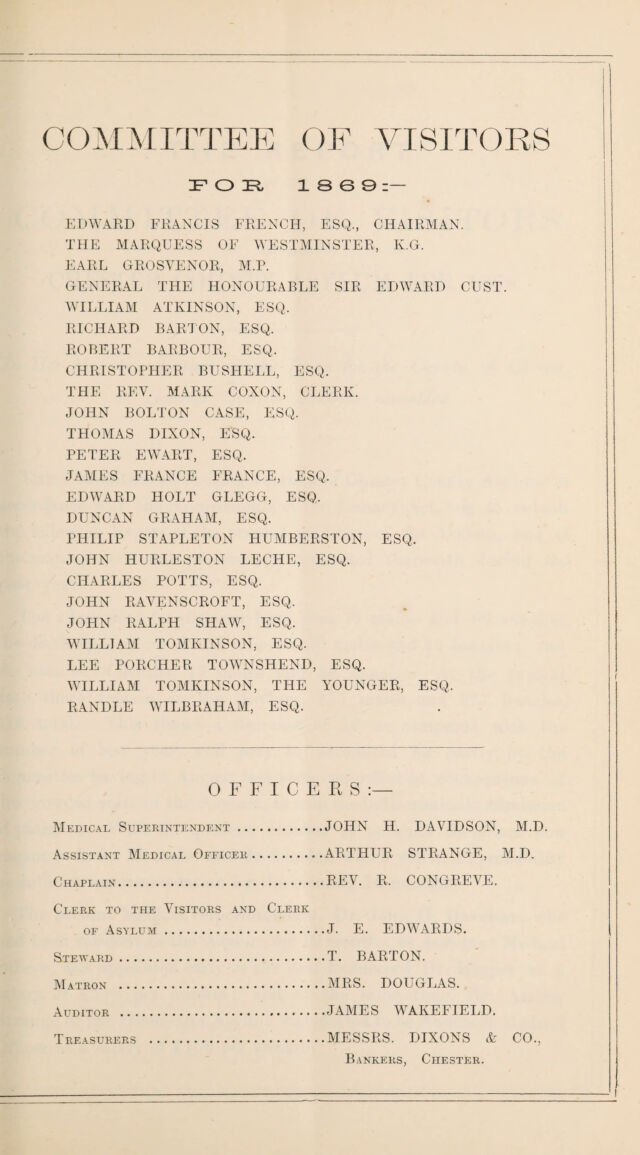 COMMITTEE OF VISITORS
FOR 1869:—
EDWARD FRANCIS FRENCH, ESQ., CHAIRMAN.
THE MARQUESS OF WESTMINSTER, K.G.
EARL GROSVENOR, M.P.
GENERAL THE HONOURABLE SIR EDWARD CUST.
WILLIAM ATKINSON, ESQ.
RICHARD BARTON, ESQ.
ROBERT BARBOUR, ESQ.
CHRISTOPHER BUSHELL, ESQ.
THE REV. MARK COXON, CLERK.
JOHN BOLTON CASE, ESQ.
THOMAS DIXON, ESQ.
PETER EWART, ESQ.
JAMES FRANCE FRANCE, ESQ.
EDWARD HOLT GLEGG, ESQ.
DUNCAN GRAHAM, ESQ.
PHILIP STAPLETON HUMBERSTON, ESQ.
JOHN HURLESTON LECHE, ESQ.
CHARLES POTTS, ESQ.
JOHN RAVENSCROFT, ESQ.
JOHN RALPH SHAW, ESQ.
WILLIAM TOMKINSON, ESQ.
LEE PORCHER TOWNSHEND, ESQ.
WILLIAM TOMKINSON, THE YOUNGER, ESQ.
RANDLE WILBRAHAM, ESQ.
OFFICERS:—
MEDICAL SUPERINTENDENT ............JOHN H. DAVIDSON, M.D.
ASSISTANT MEDICAL OFFICER..........ARTHUR STRANGE, M.D.
CHAPLAIN............................REV. R. CONGREVE.
CLERK TO THE VISITORS AND CLERK
OF ASYLUM ......................J. E. EDWARDS.
STEWARD............................T. BARTON.
MATRON ............................MRS. DOUGLAS.
AUDITOR ............................JAMES WAKEFIELD.
TREASURERS ........................MESSRS. DIXONS & CO.,
BANKERS, CHESTER.